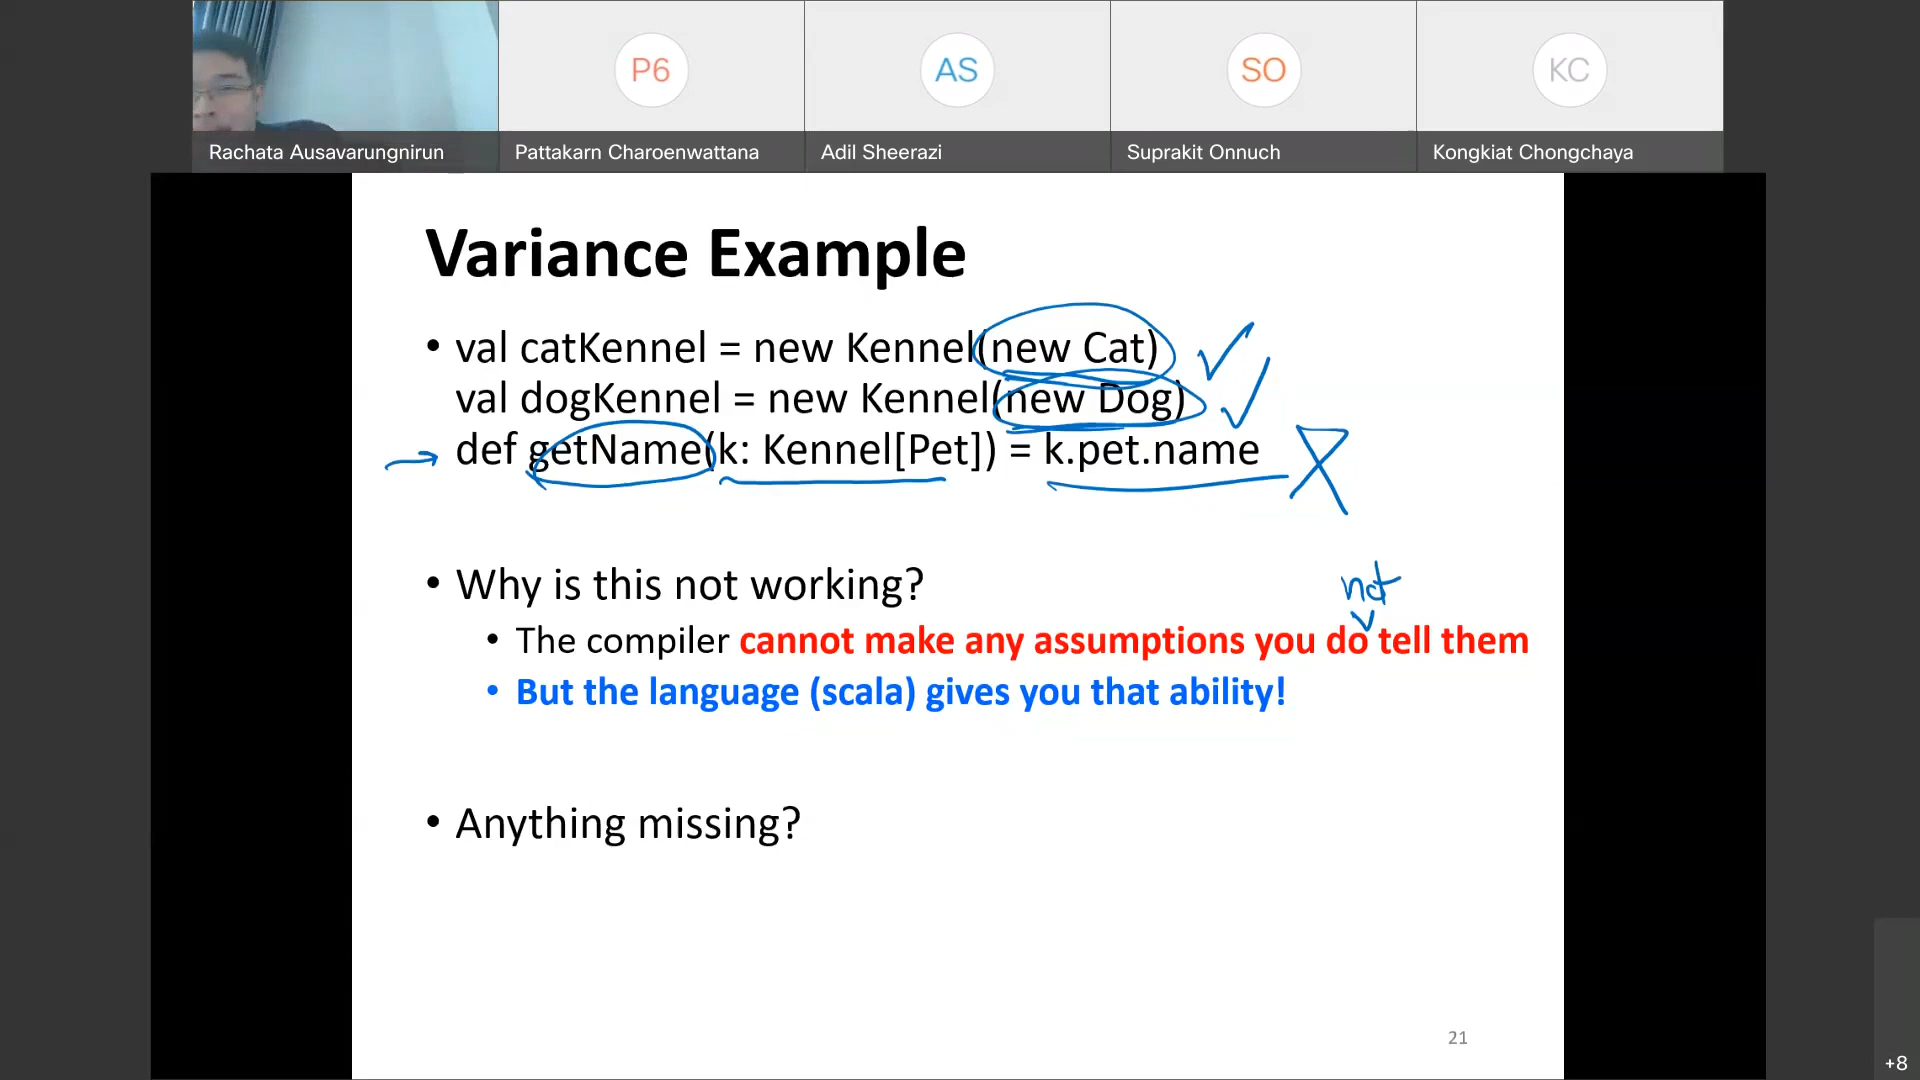 P6
AS
SO
KC
Rachata Ausavarungnirun
Pattakarn Charoenwattana
Adil Sheerazi
Suprakit Onnuch
Kongkiat Chongchaya
Variance Example
• val catKennel = new Kennel(new Cat)
val dogKennel = new Kennel(new Dog)
def getName(k: Kennel[Pet]) = k.pet.name
• Why is this not working?
not
• The compiler cannot make any assumptions you do tell them
• But the language (scala) gives you that ability!
• Anything missing?
21
+8